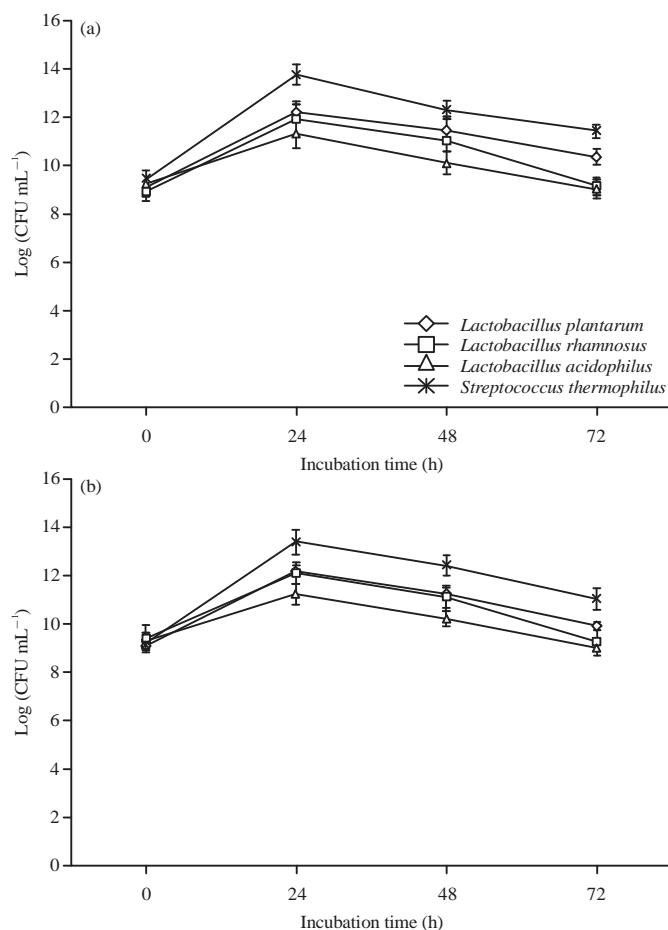 (a)
16
14
12
10
8
6
4
2
0
Log (CFU mL⁻¹)
Lactobacillus plantarum
Lactobacillus rhamnosus
Lactobacillus acidophilus
Streptococcus thermophilus
0 24 48 72
Incubation time (h)
(b)
16
14
12
10
8
6
4
2
0
Log (CFU mL⁻¹)
0 24 48 72
Incubation time (h)